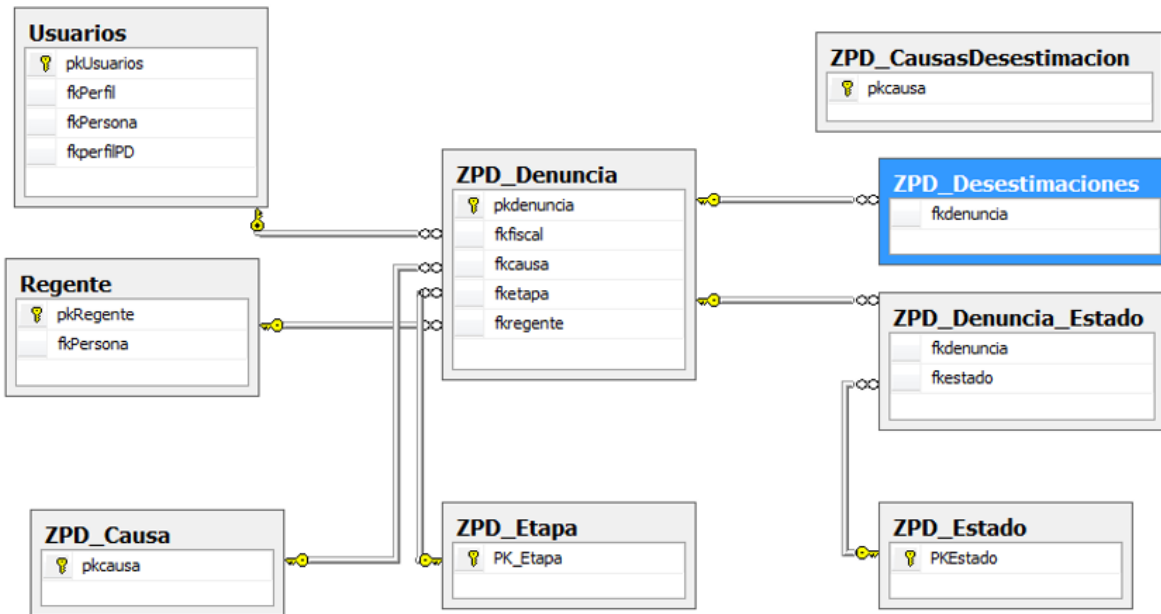 Usuarios
pkUsuarios
fkPerfil
fkPersona
fkperfilPD
ZPD_CausasDesestimacion
pkcausa
ZPD_Denuncia
pkdenuncia
fkfiscal
fkcausa
fketapa
fkregente
ZPD_Desestimaciones
fkdenuncia
Regente
pkRegente
fkPersona
ZPD_Denuncia_Estado
fkdenuncia
fkestado
ZPD_Causa
pkcausa
ZPD_Etapa
PK_Etapa
ZPD_Estado
PKEstado